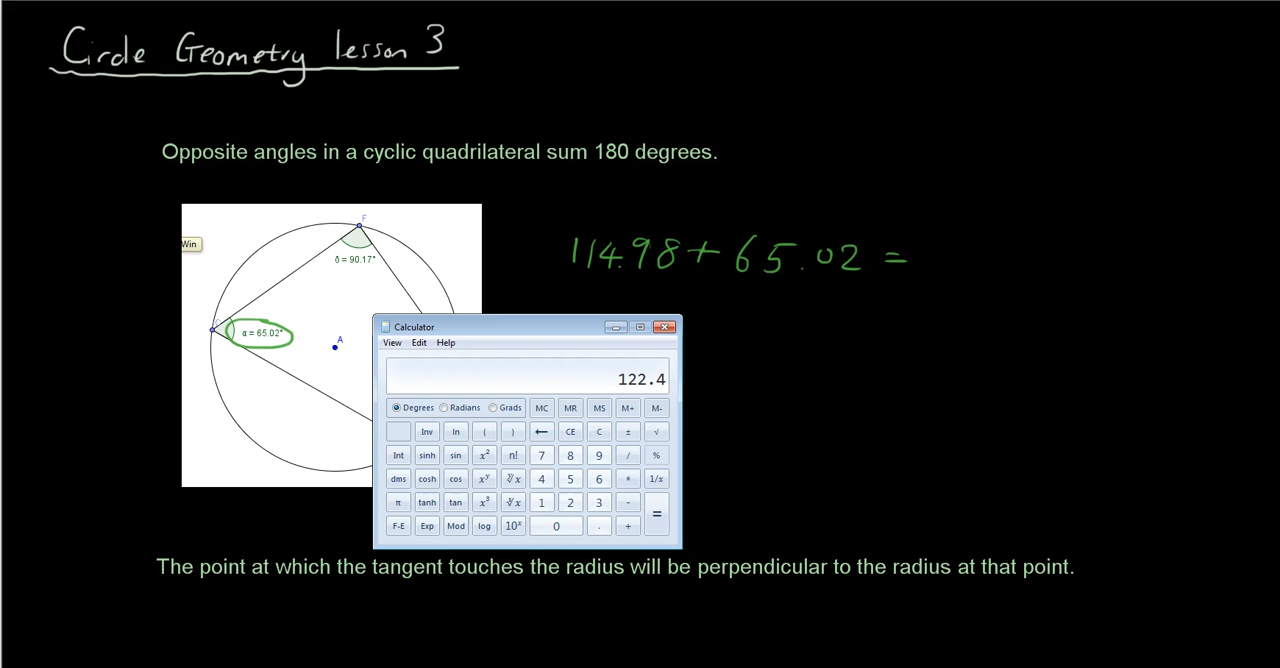 Circle Geometry lesson 3
Opposite angles in a cyclic quadrilateral sum 180 degrees.
F
Win
δ = 90.17°
114.98 + 65.02 =
α = 65.02°
A
Calculator
View Edit Help
122.4
Degrees Radians Grads MC MR MS M+ M-
Inv ln ( ) ← CE C ± √
Int sinh sin x² n! 7 8 9 / %
dms cosh cos xʸ ʸ√x 4 5 6 * 1/x
π tanh tan x³ ³√x 1 2 3 - =
F-E Exp Mod log 10ˣ 0 . +
The point at which the tangent touches the radius will be perpendicular to the radius at that point.